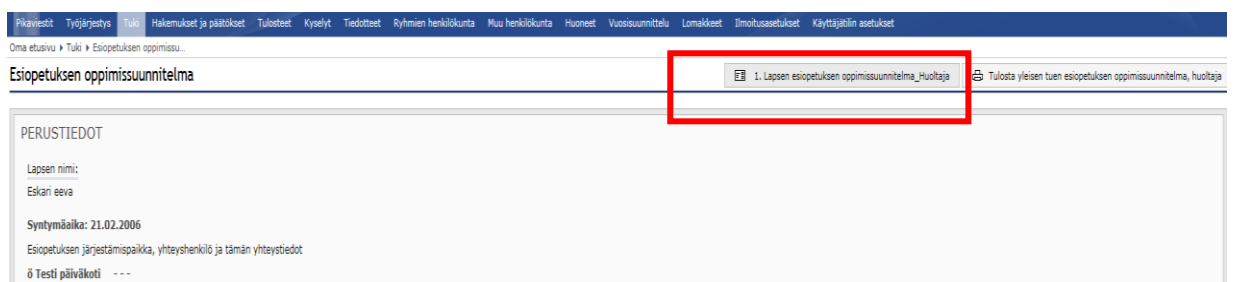 Pikaviestit Työjärjestys Tuki Hakemukset ja päätökset Tulosteet Kyselyt Tiedotteet Ryhmien henkilökunta Muu henkilökunta Huoneet Vuosisuunnittelu Lomakkeet Ilmoitusasetukset Käyttäjätilin asetukset
Oma etusivu Tuki Esiopetuksen oppimissu...
Esiopetuksen oppimissuunnitelma 1. Lapsen esiopetuksen oppimissuunnitelma_Huoltaja Tulosta yleisen tuen esiopetuksen oppimissuunnitelma, huoltaja
PERUSTIEDOT
Lapsen nimi:
Eskari eeva
Syntymäaika: 21.02.2006
Esiopetuksen järjestämispaikka, yhteyshenkilö ja tämän yhteystiedot
ö Testi päiväkoti - - -